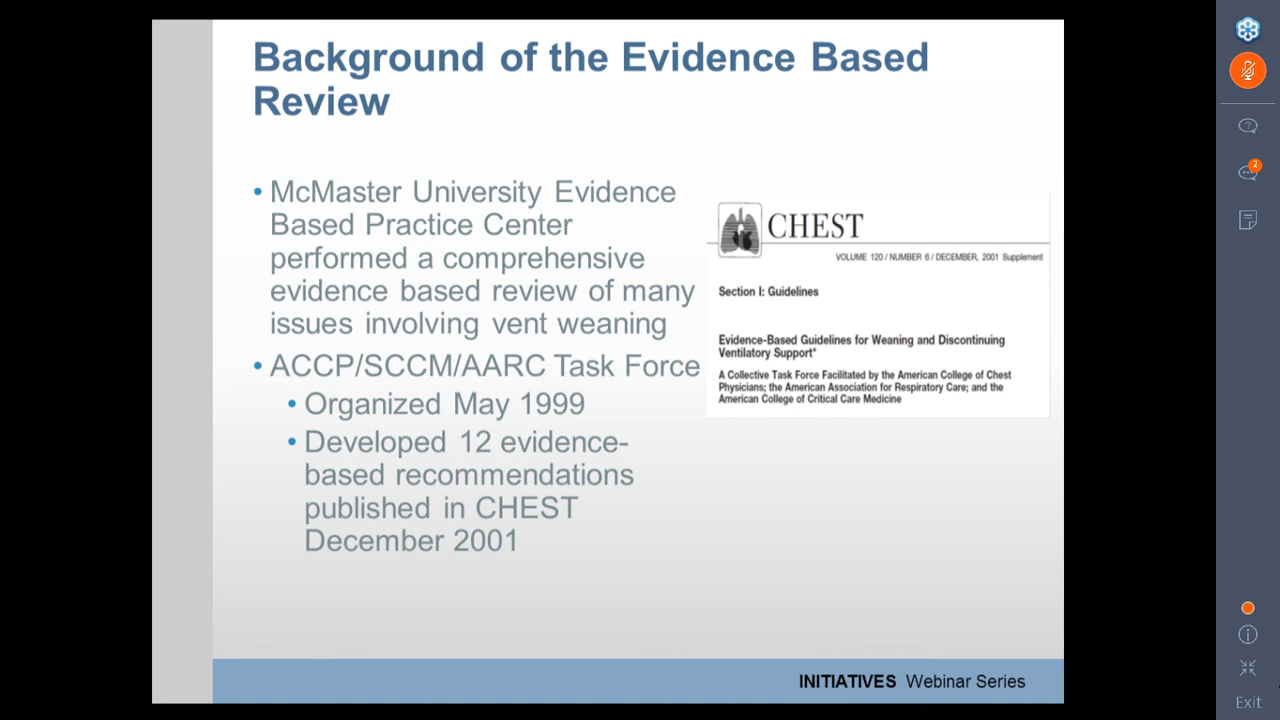 Background of the Evidence Based
Review
• McMaster University Evidence
Based Practice Center
performed a comprehensive
evidence based review of many
issues involving vent weaning
• ACCP/SCCM/AARC Task Force
• Organized May 1999
• Developed 12 evidence-
based recommendations
published in CHEST
December 2001
CHEST
VOLUME 120 / NUMBER 6 / DECEMBER, 2001 Supplement
Section I: Guidelines
Evidence-Based Guidelines for Weaning and Discontinuing
Ventilatory Support*
A Collective Task Force Facilitated by the American College of Chest
Physicians; the American Association for Respiratory Care; and the
American College of Critical Care Medicine
INITIATIVES Webinar Series
2
Exit